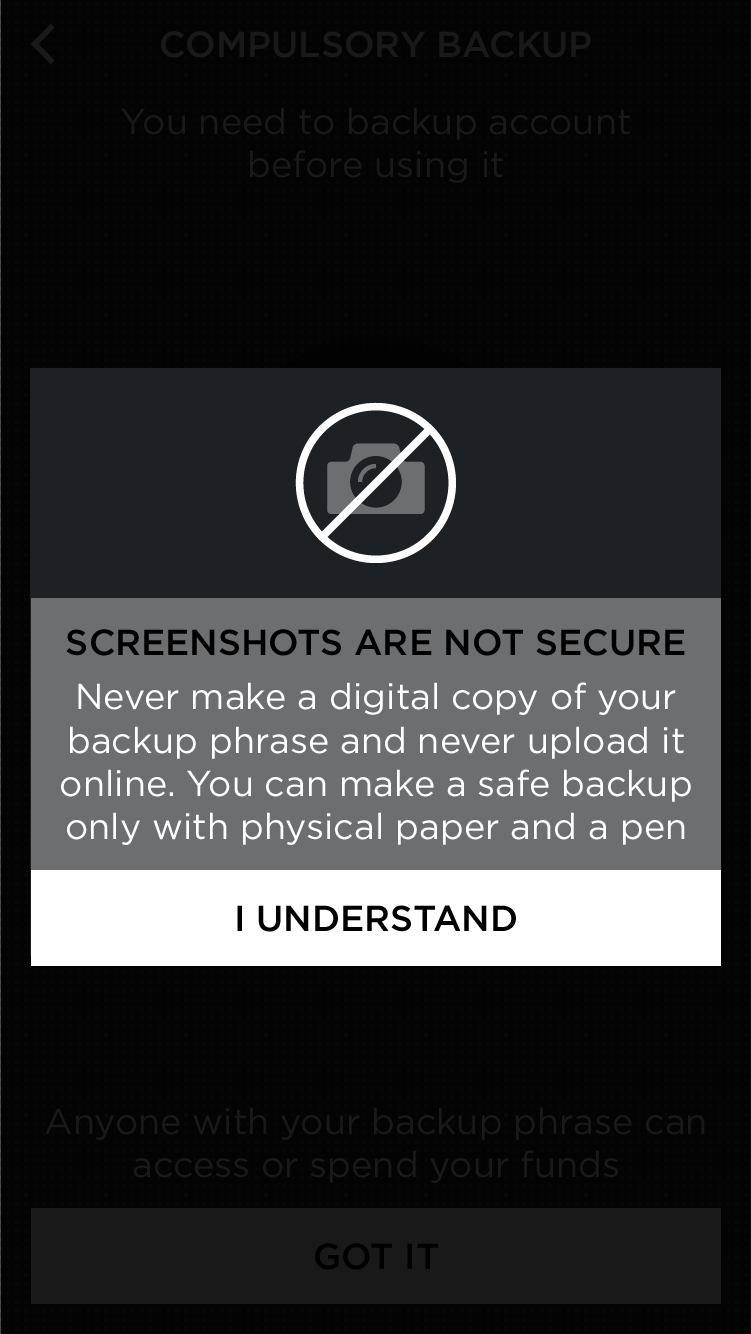 COMPULSORY BACKUP
You need to backup account
before using it
SCREENSHOTS ARE NOT SECURE
Never make a digital copy of your
backup phrase and never upload it
online. You can make a safe backup
only with physical paper and a pen
I UNDERSTAND
Anyone with your backup phrase can
access or spend your funds
GOT IT